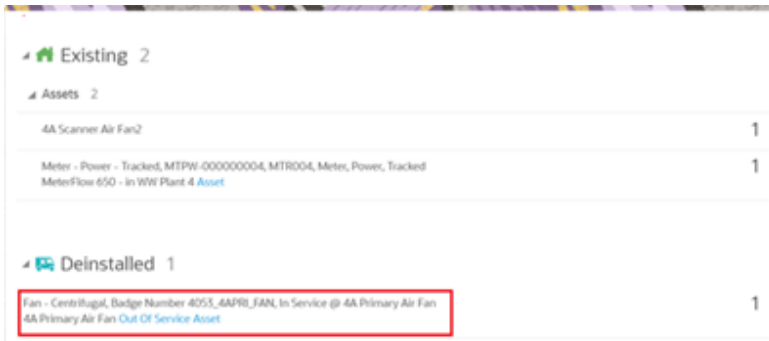 Existing 2
Assets 2
4A Scanner Air Fan2
1
Meter - Power - Tracked, MTPW-000000004, MTR004, Meter, Power, Tracked
1
MeterFlow 650 - in WW Plant 4 Asset
Deinstalled 1
Fan - Centrifugal, Badge Number 4053_4APRI_FAN, In Service @ 4A Primary Air Fan
1
4A Primary Air Fan Out Of Service Asset